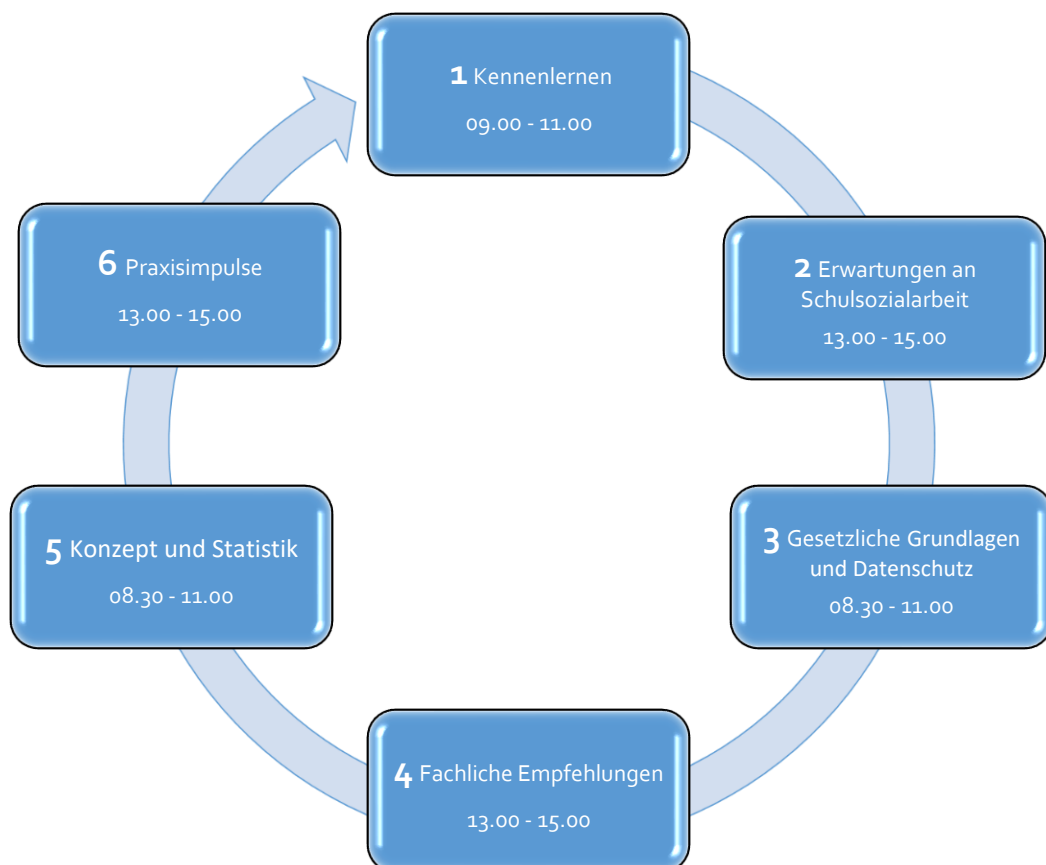 1 Kennenlernen
09.00 - 11.00
2 Erwartungen an
Schulsozialarbeit
13.00 - 15.00
3 Gesetzliche Grundlagen
und Datenschutz
08.30 - 11.00
4 Fachliche Empfehlungen
13.00 - 15.00
5 Konzept und Statistik
08.30 - 11.00
6 Praxisimpulse
13.00 - 15.00